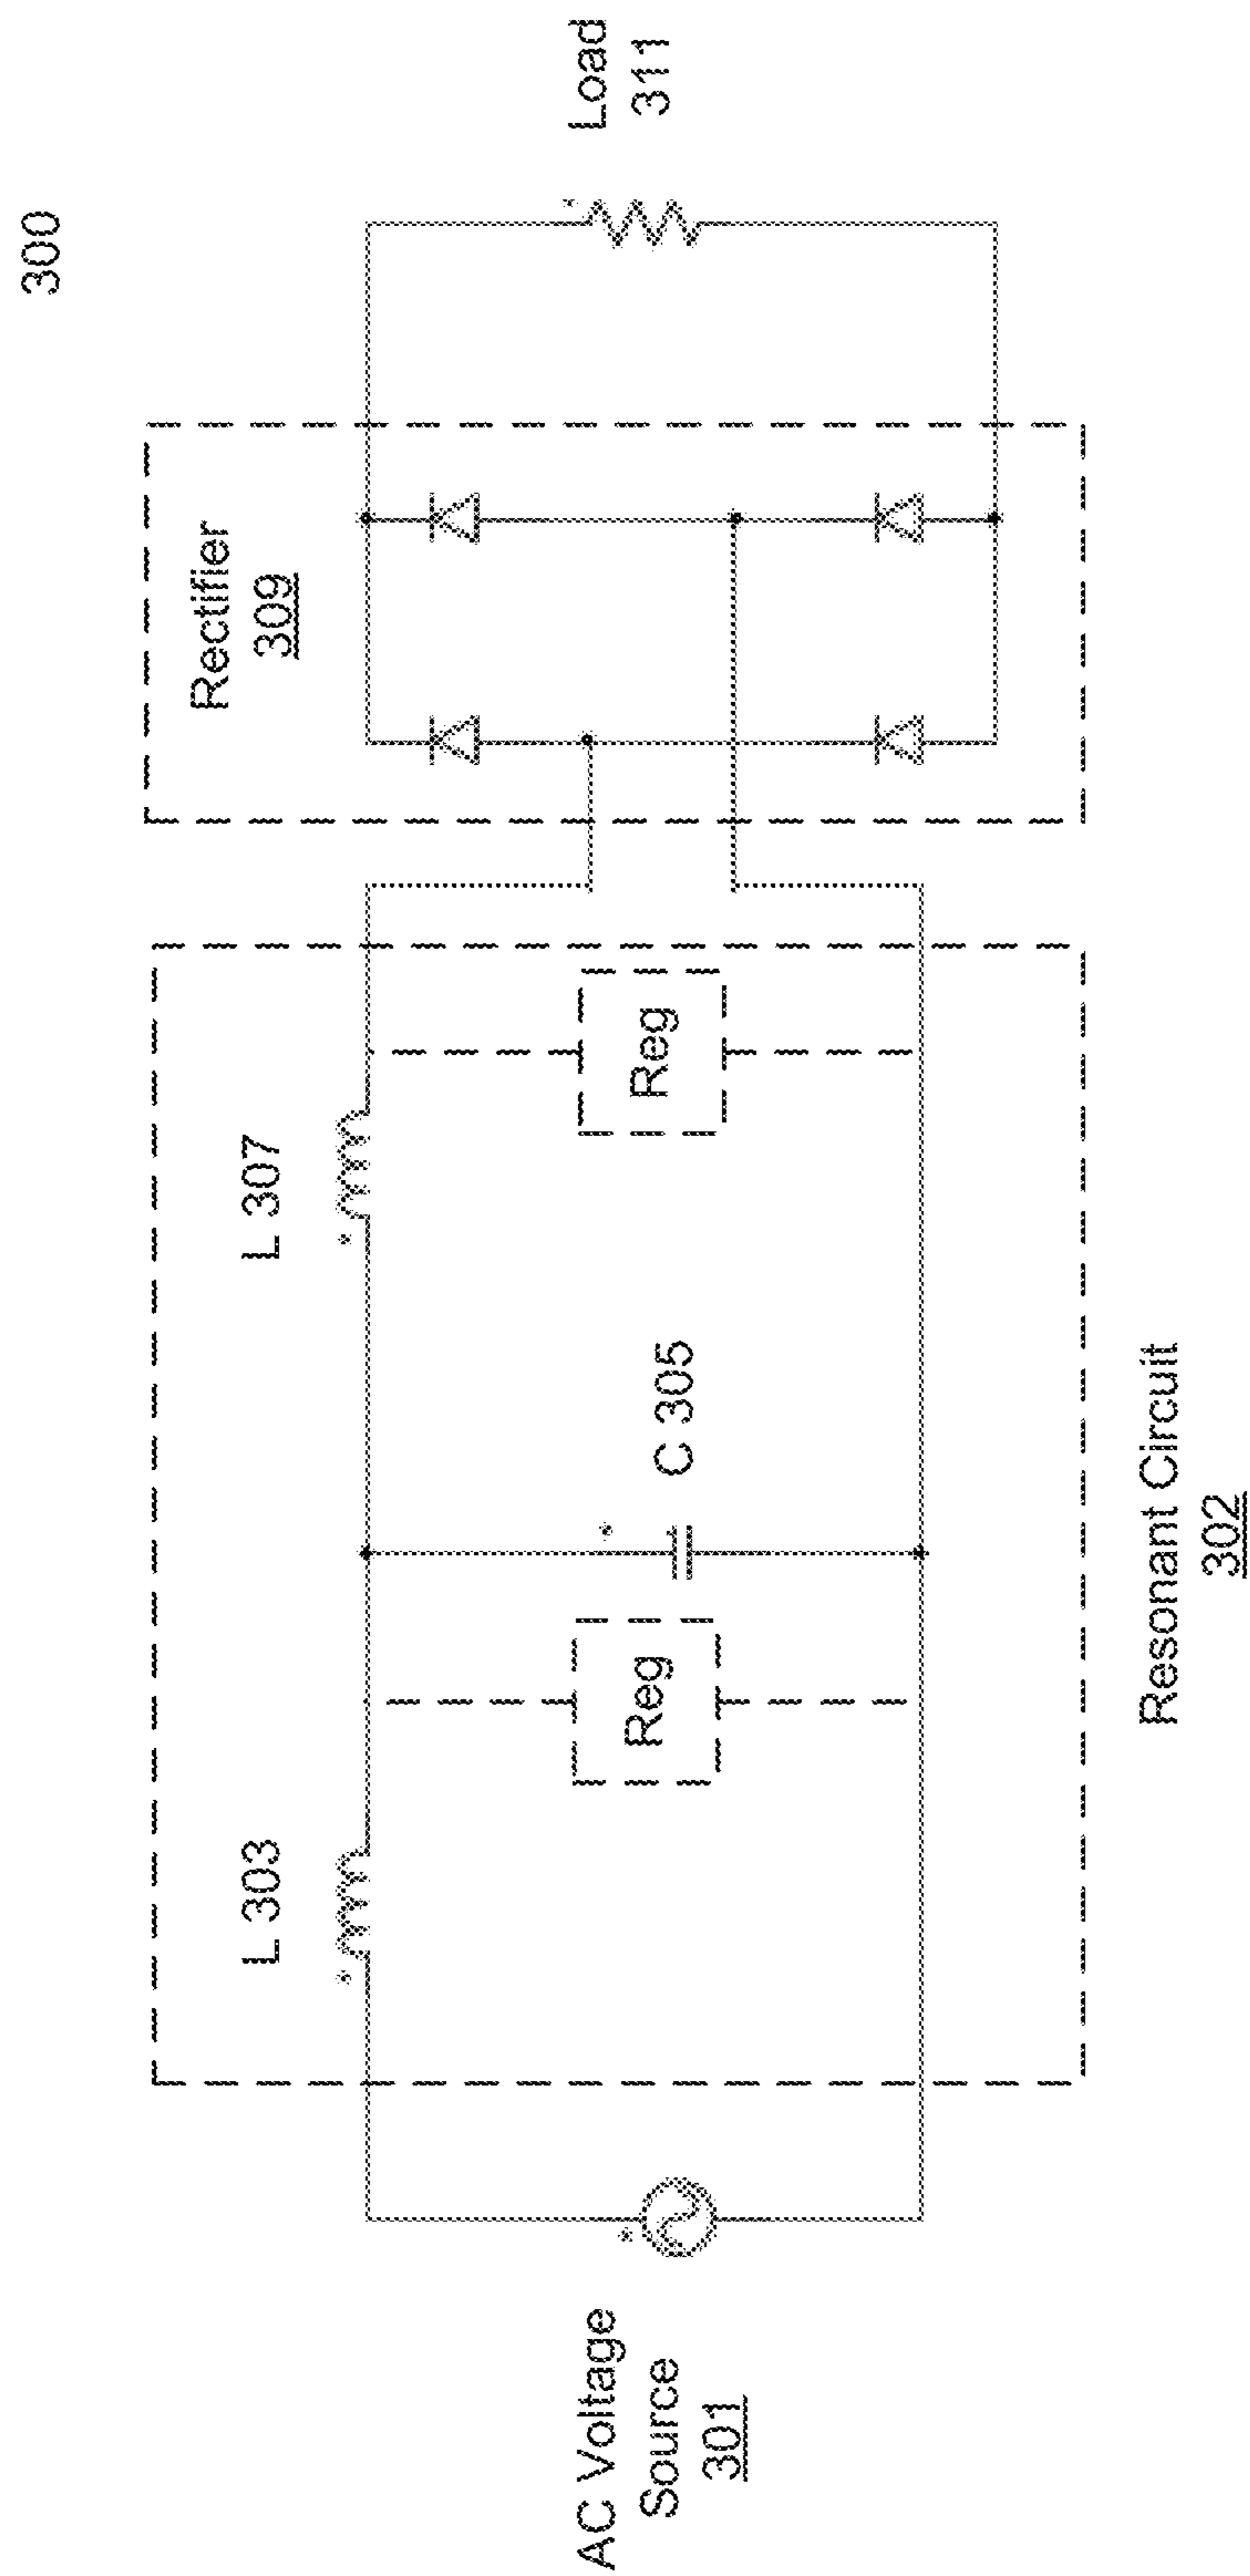 300
AC Voltage
Source
301
L 303
Reg
C 305
L 307
Reg
Resonant Circuit
302
Rectifier
309
Load
311